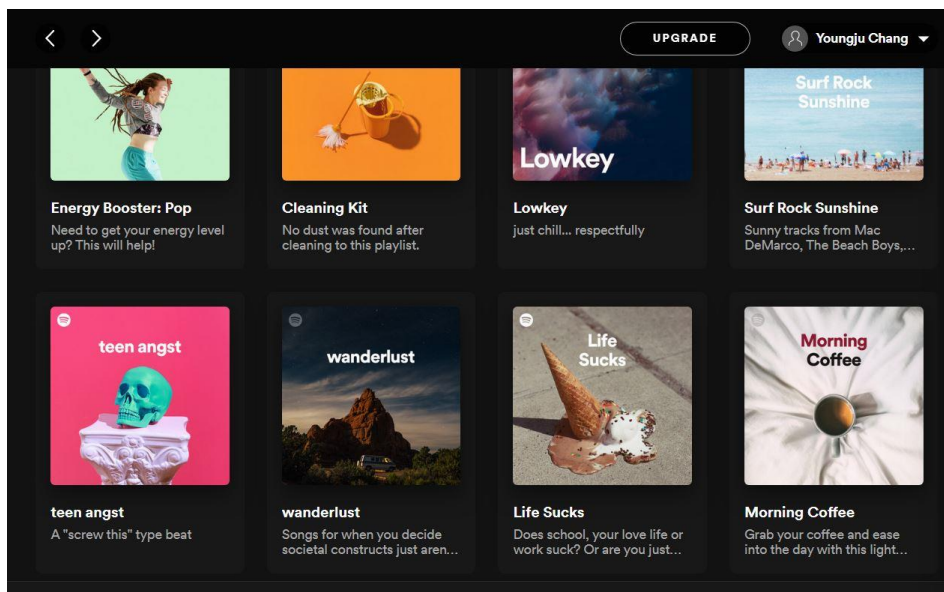 UPGRADE
Youngju Chang
Lowkey
Surf Rock
Sunshine
Energy Booster: Pop
Need to get your energy level
up? This will help!
Cleaning Kit
No dust was found after
cleaning to this playlist.
Lowkey
just chill... respectfully
Surf Rock Sunshine
Sunny tracks from Mac
DeMarco, The Beach Boys,...
teen angst
wanderlust
Life
Sucks
Morning
Coffee
teen angst
A "screw this" type beat
wanderlust
Songs for when you decide
societal constructs just aren...
Life Sucks
Does school, your love life or
work suck? Or are you just...
Morning Coffee
Grab your coffee and ease
into the day with this light...